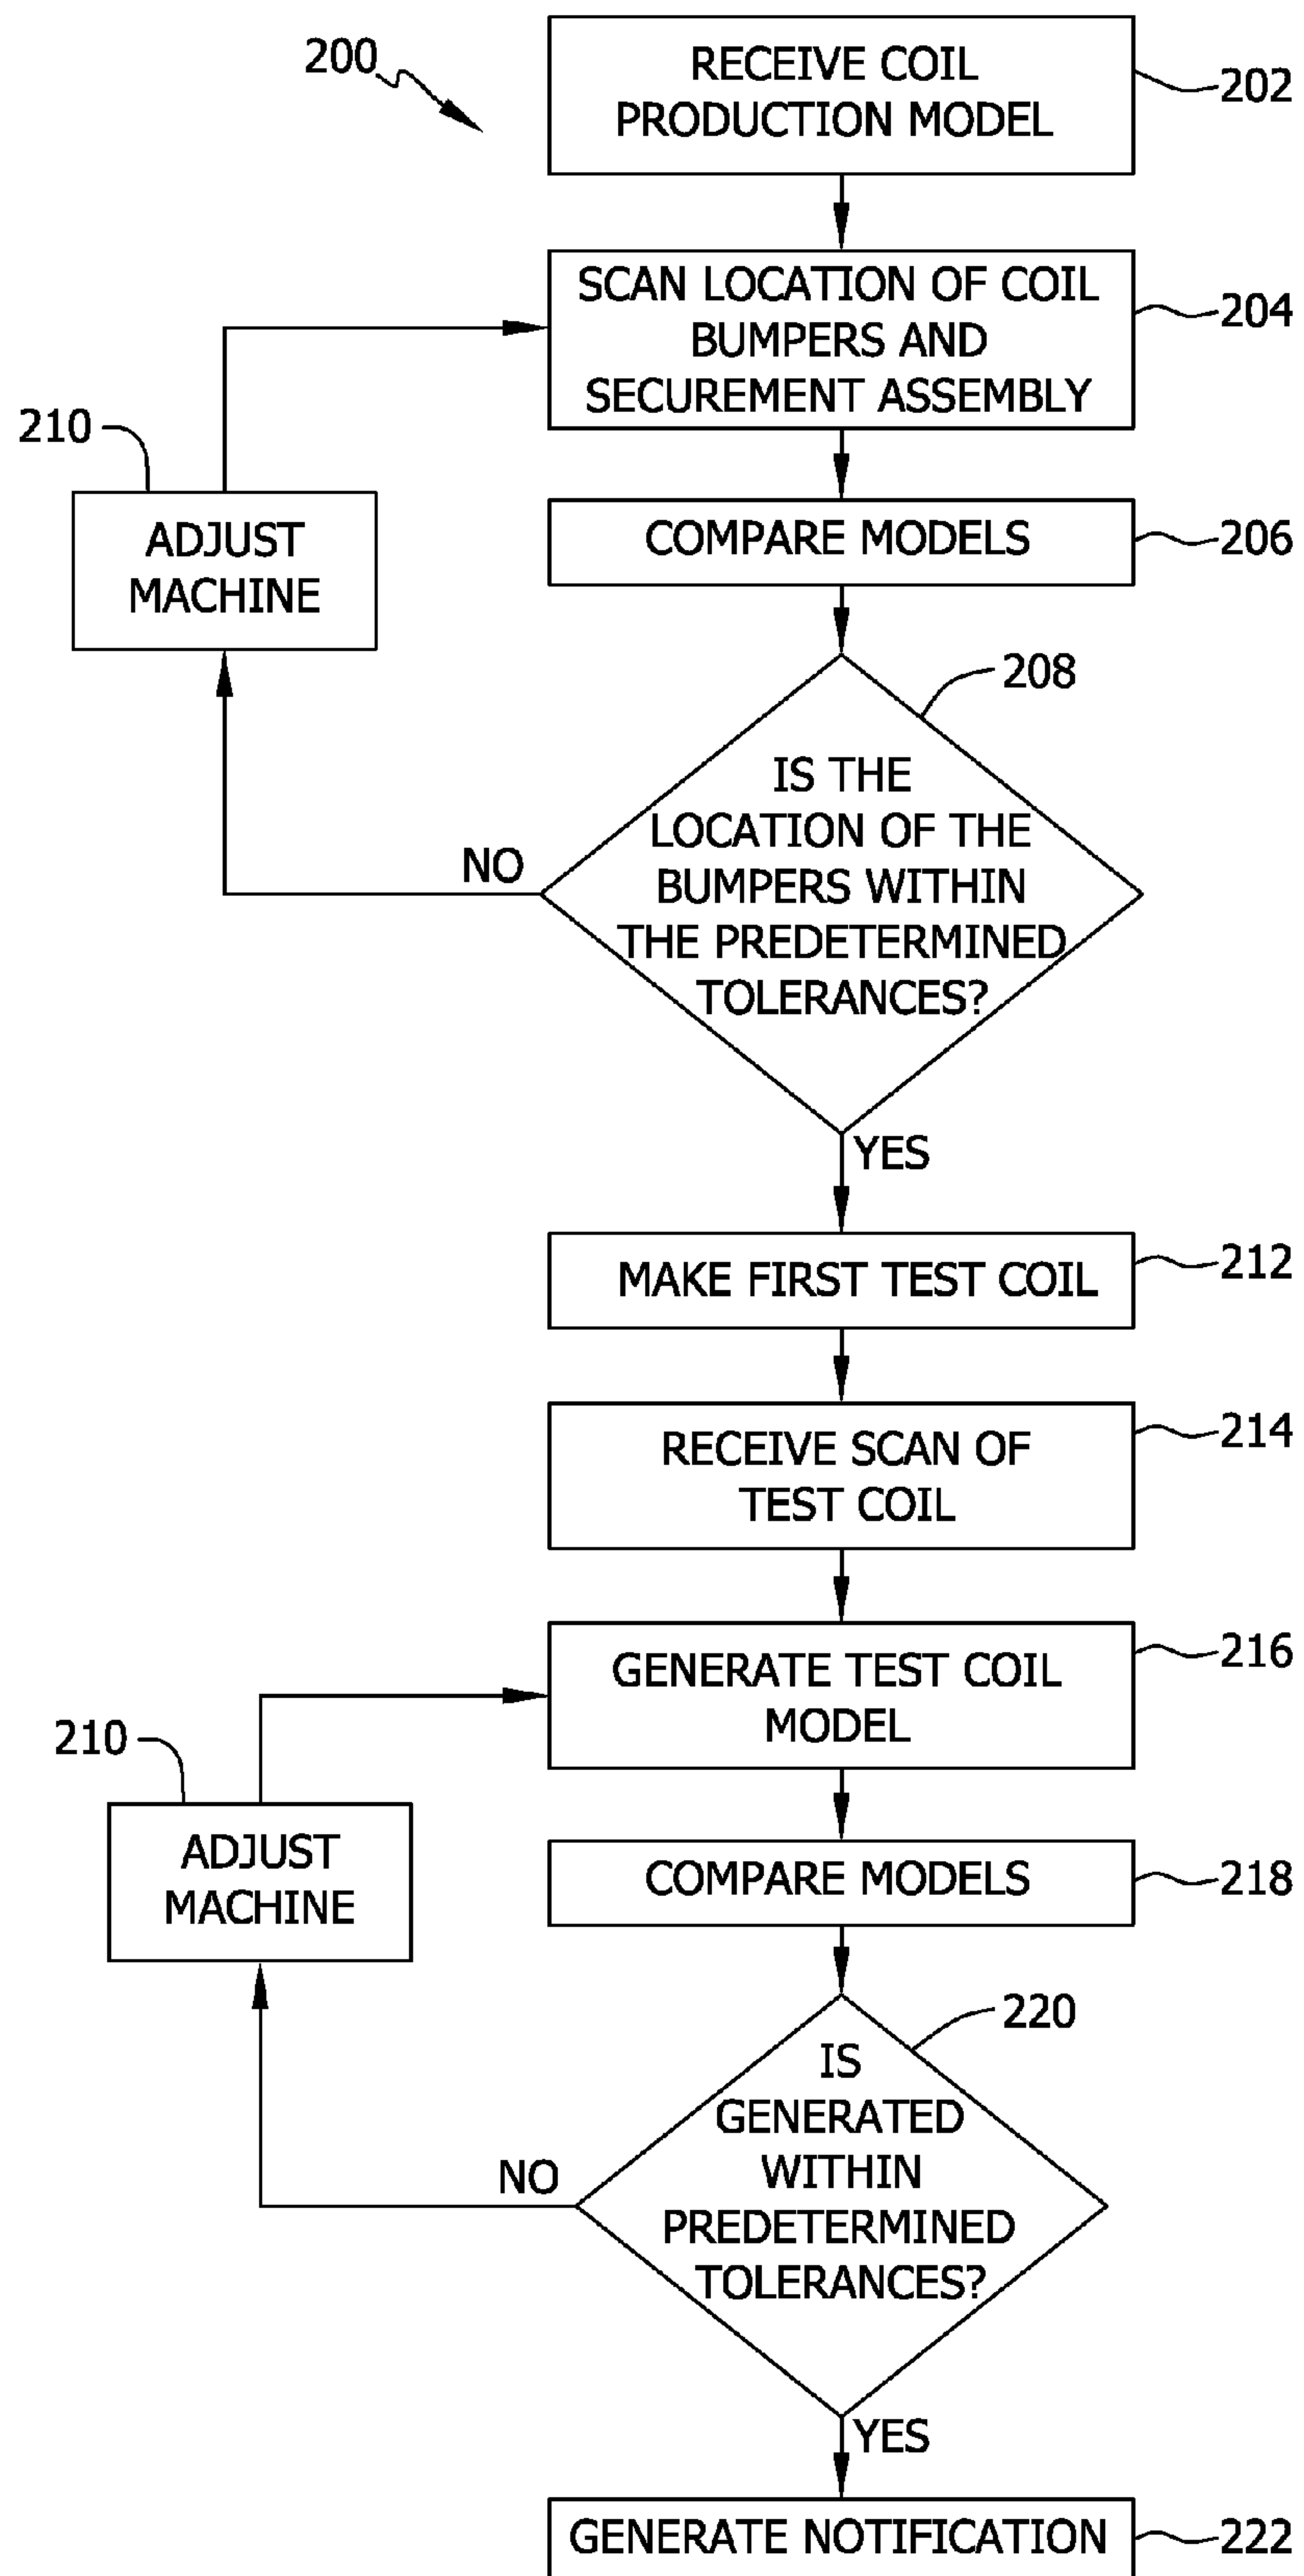 200
RECEIVE COIL
PRODUCTION MODEL
202
SCAN LOCATION OF COIL
BUMPERS AND
SECUREMENT ASSEMBLY
204
210
ADJUST
MACHINE
COMPARE MODELS
206
208
IS THE
LOCATION OF THE
BUMPERS WITHIN
THE PREDETERMINED
TOLERANCES?
NO
YES
MAKE FIRST TEST COIL
212
RECEIVE SCAN OF
TEST COIL
214
GENERATE TEST COIL
MODEL
216
210
ADJUST
MACHINE
COMPARE MODELS
218
220
IS
GENERATED
WITHIN
PREDETERMINED
TOLERANCES?
NO
YES
GENERATE NOTIFICATION
222